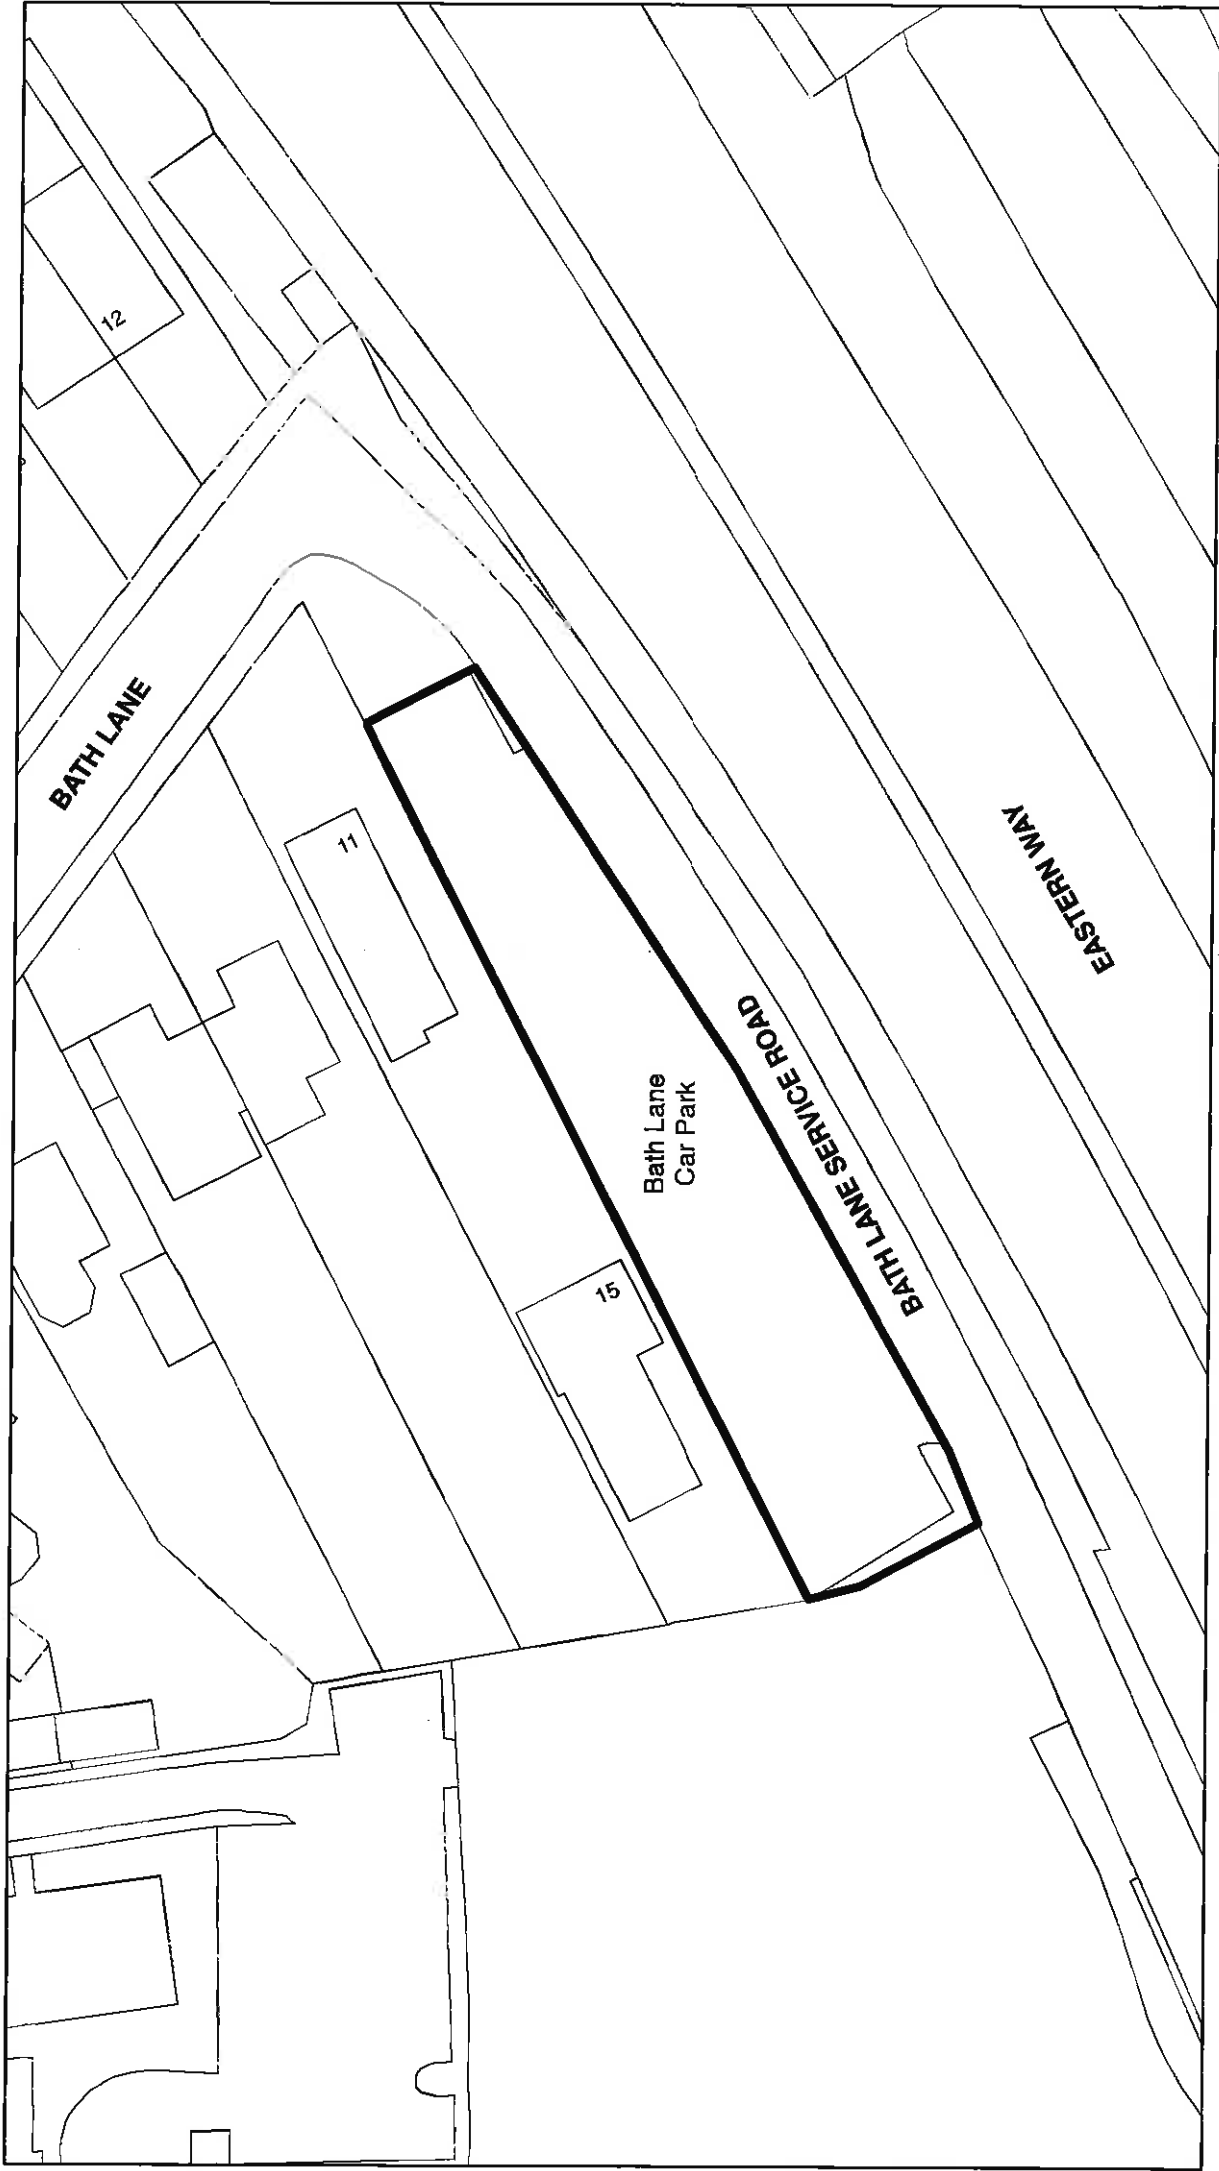 12
BATH LANE
11
Bath Lane
Car Park
15
BATH LANE SERVICE ROAD
EASTERN WAY